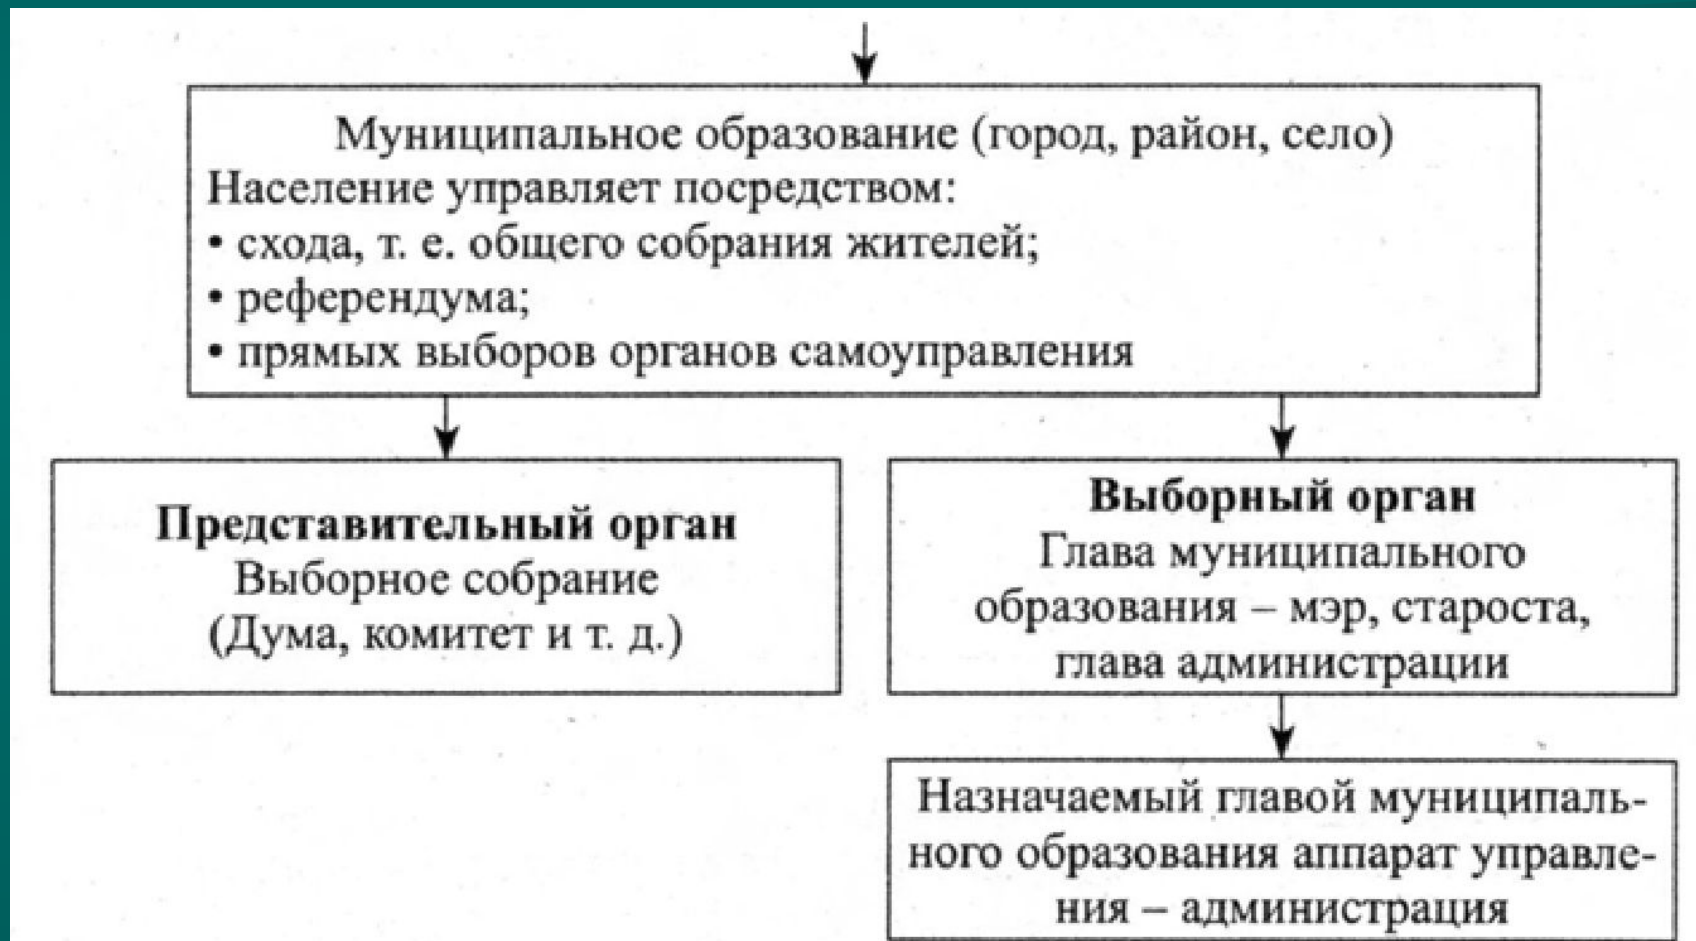 Муниципальное образование (город, район, село)
Население управляет посредством:
• схода, т. е. общего собрания жителей;
• референдума;
• прямых выборов органов самоуправления
Представительный орган
Выборное собрание
(Дума, комитет и т. д.)
Выборный орган
Глава муниципального
образования – мэр, староста,
глава администрации
Назначаемый главой муниципаль-
ного образования аппарат управле-
ния – администрация